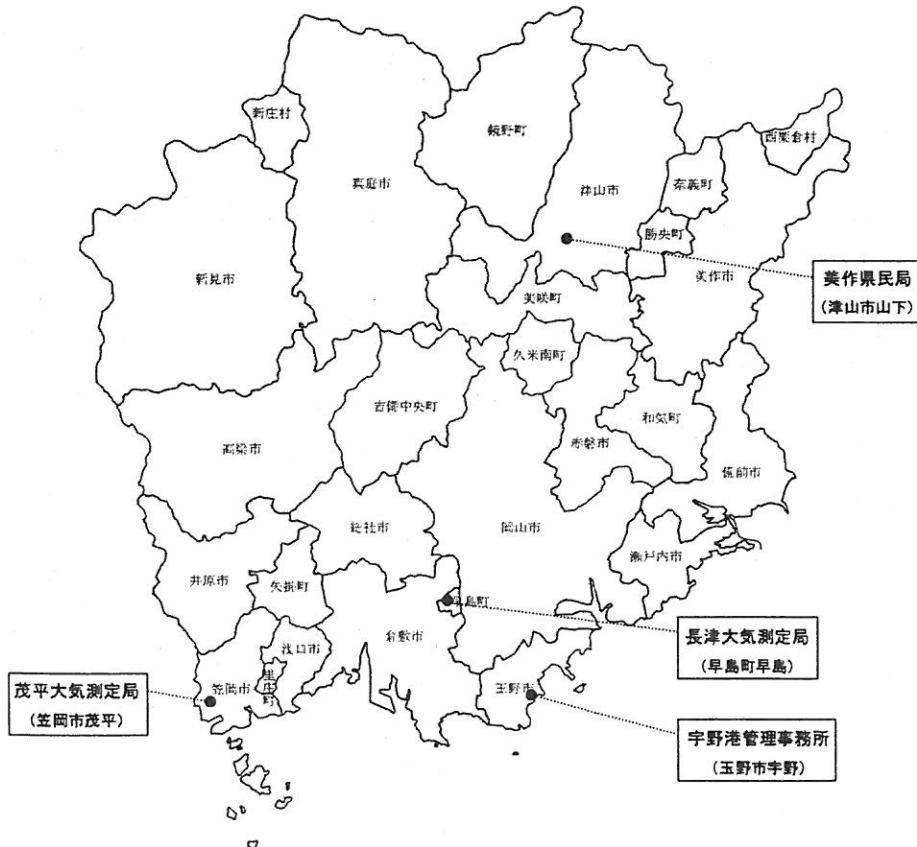 新庄村
鏡野町
西粟倉村
真庭市
津山市
奈義町
勝央町
新見市
美作市
美作県民局
(津山市山下)
美咲町
久米南町
吉備中央町
和気町
赤磐市
高梁市
備前市
総社市
岡山市
瀬戸内市
井原市
矢掛町
早島町
倉敷市
浅口市
長津大気測定局
(早島町早島)
里庄町
笠岡市
玉野市
茂平大気測定局
(笠岡市茂平)
宇野港管理事務所
(玉野市宇野)